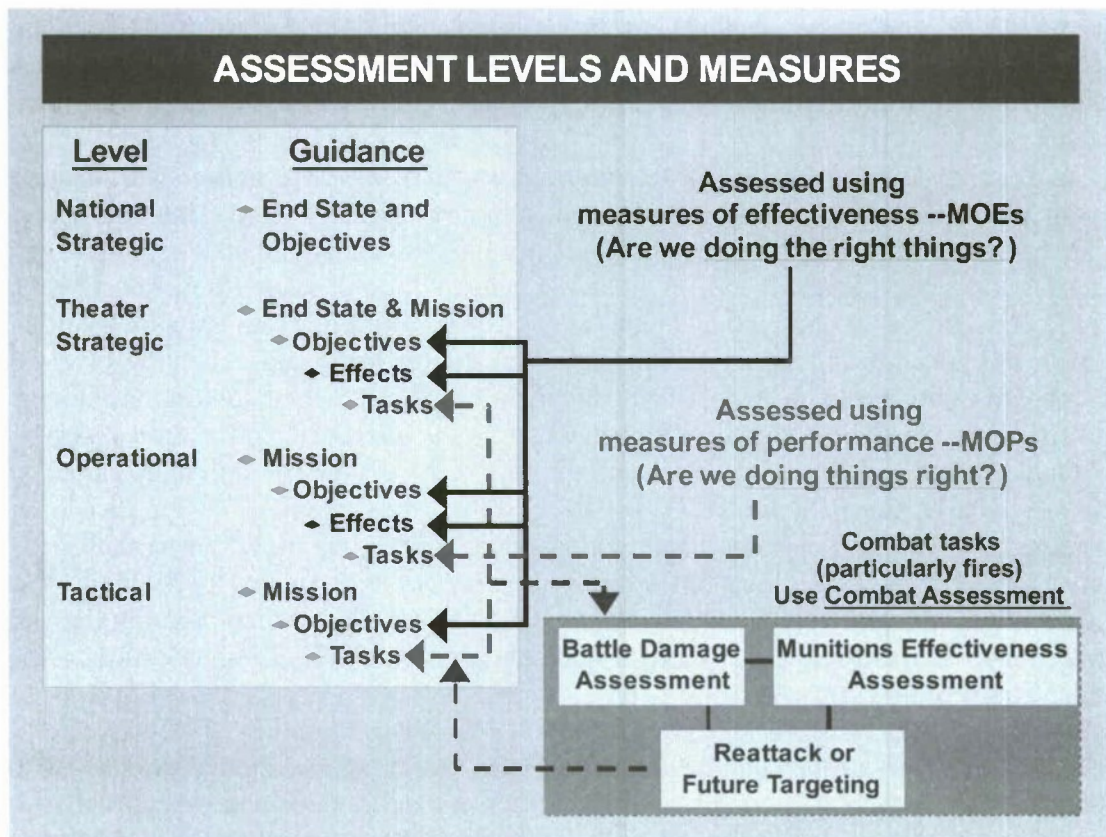 ASSESSMENT LEVELS AND MEASURES
Level Guidance
National End State and
Strategic Objectives
Theater End State & Mission
Strategic Objectives
Effects
Tasks
Operational Mission
Objectives
Effects
Tasks
Tactical Mission
Objectives
Tasks
Assessed using
measures of effectiveness --MOEs
(Are we doing the right things?)
Assessed using
measures of performance --MOPs
(Are we doing things right?)
Combat tasks
(particularly fires)
Use Combat Assessment
Battle Damage
Assessment
Munitions Effectiveness
Assessment
Reattack or
Future Targeting